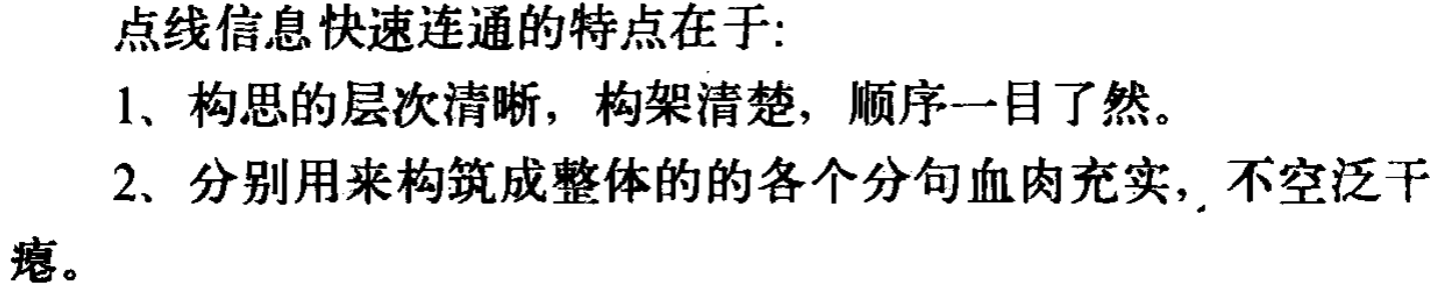 点线信息快速连通的特点在于:
1、构思的层次清晰，构架清楚，顺序一目了然。
2、分别用来构筑成整体的的各个分句血肉充实，不空泛干
瘪。